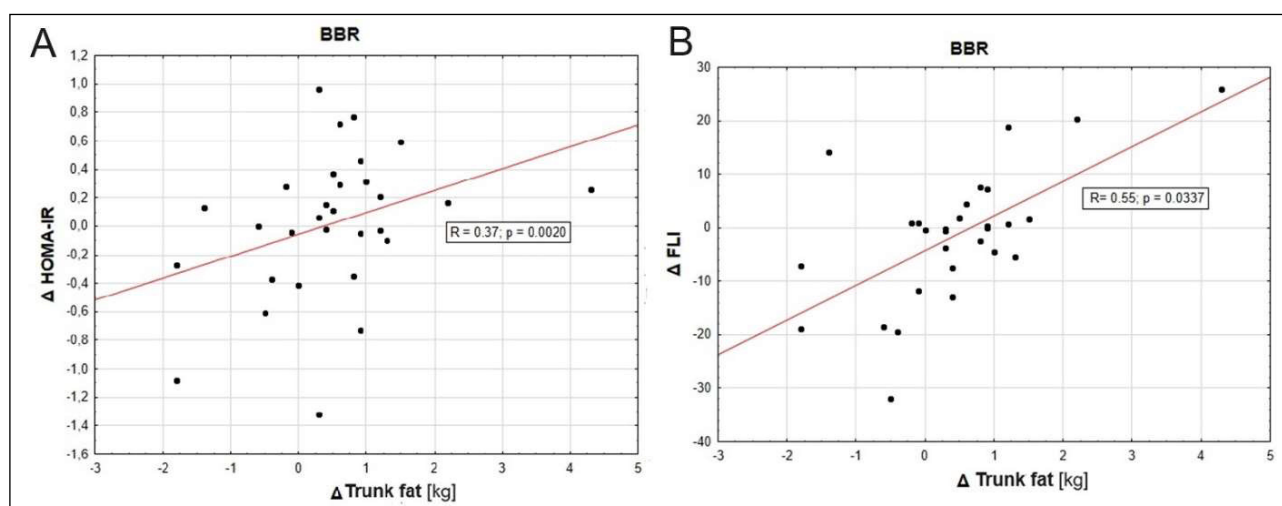 A
BBR
1,2
1,0
0,8
0,6
0,4
0,2
0,0
-0,2
-0,4
-0,6
-0,8
-1,0
-1,2
-1,4
1,6
Δ HOMA-IR
R = 0.37; p = 0.0020
-3 -2 -1 0 1 2 3 4 5
Δ Trunk fat [kg]
B
BBR
30
20
10
0
-10
-20
-30
-40
Δ FLI
R= 0.55; p = 0.0337
-3 -2 -1 0 1 2 3 4 5
Δ Trunk fat [kg]